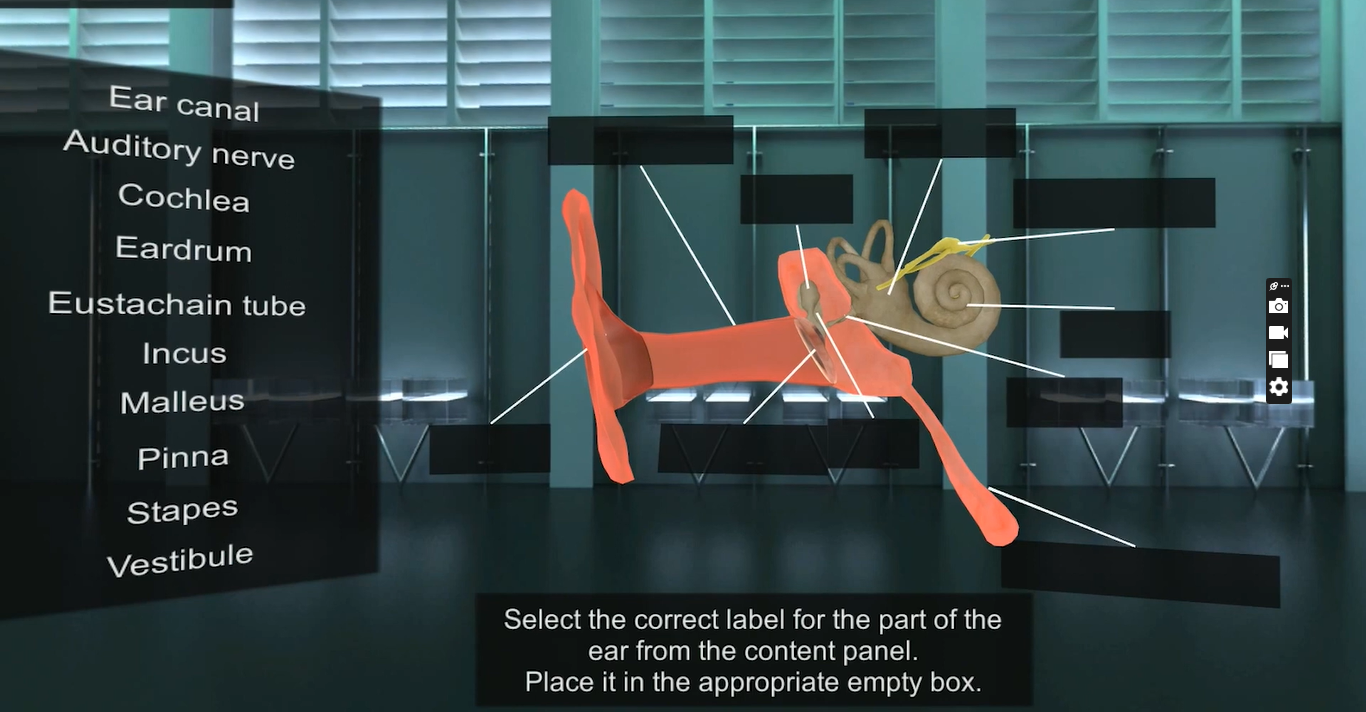 Ear canal
Auditory nerve
Cochlea
Eardrum
Eustachain tube
Incus
Malleus
Pinna
Stapes
Vestibule
Select the correct label for the part of the
ear from the content panel.
Place it in the appropriate empty box.